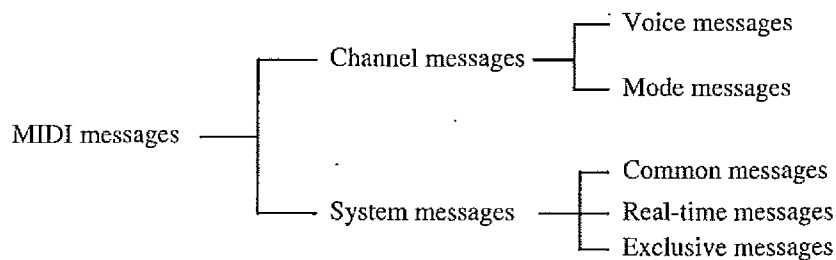 Voice messages
Channel messages
Mode messages
MIDI messages
Common messages
System messages
Real-time messages
Exclusive messages